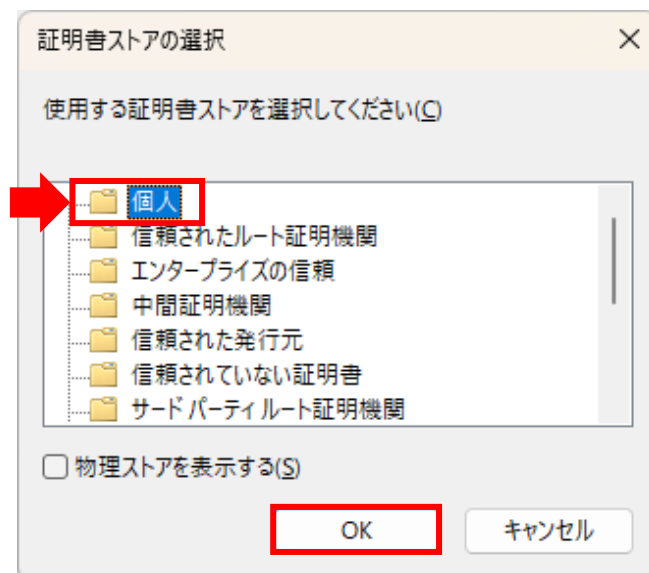 証明書ストアの選択
使用する証明書ストアを選択してください(C)
個人
信頼されたルート証明機関
エンタープライズの信頼
中間証明機関
信頼された発行元
信頼されていない証明書
サード パーティ ルート証明機関
物理ストアを表示する(S)
OK キャンセル